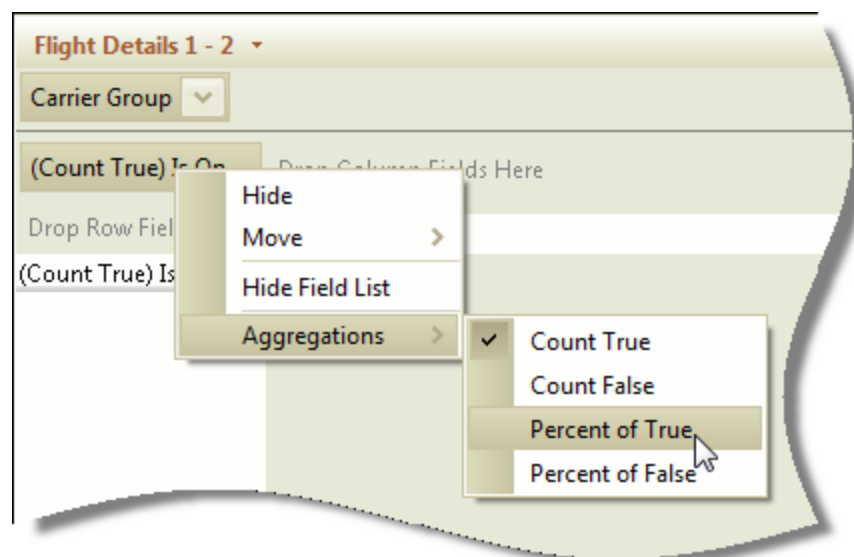 Flight Details 1 - 2
Carrier Group
(Count True) Is On
Drop Column Fields Here
Drop Row Fiel
(Count True) Is
Hide
Move
Hide Field List
Aggregations
Count True
Count False
Percent of True
Percent of False